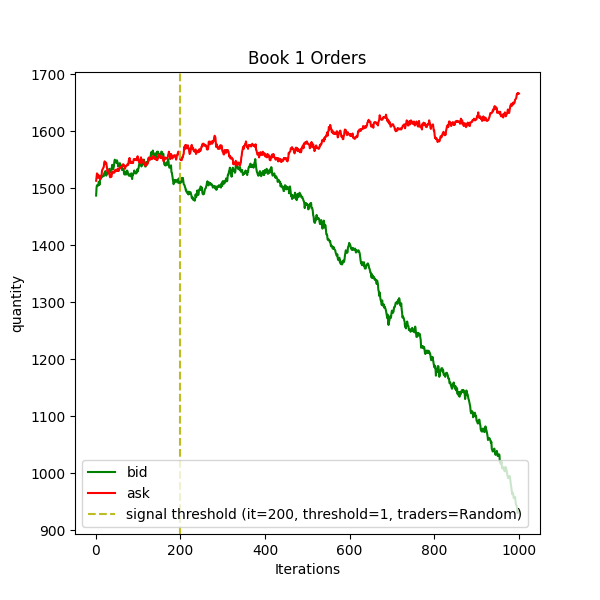 Book 1 Orders
quantity
1700
1600
1500
1400
1300
1200
1100
1000
900
bid
ask
signal threshold (it=200, threshold=1, traders=Random)
0 200 400 600 800 1000
Iterations